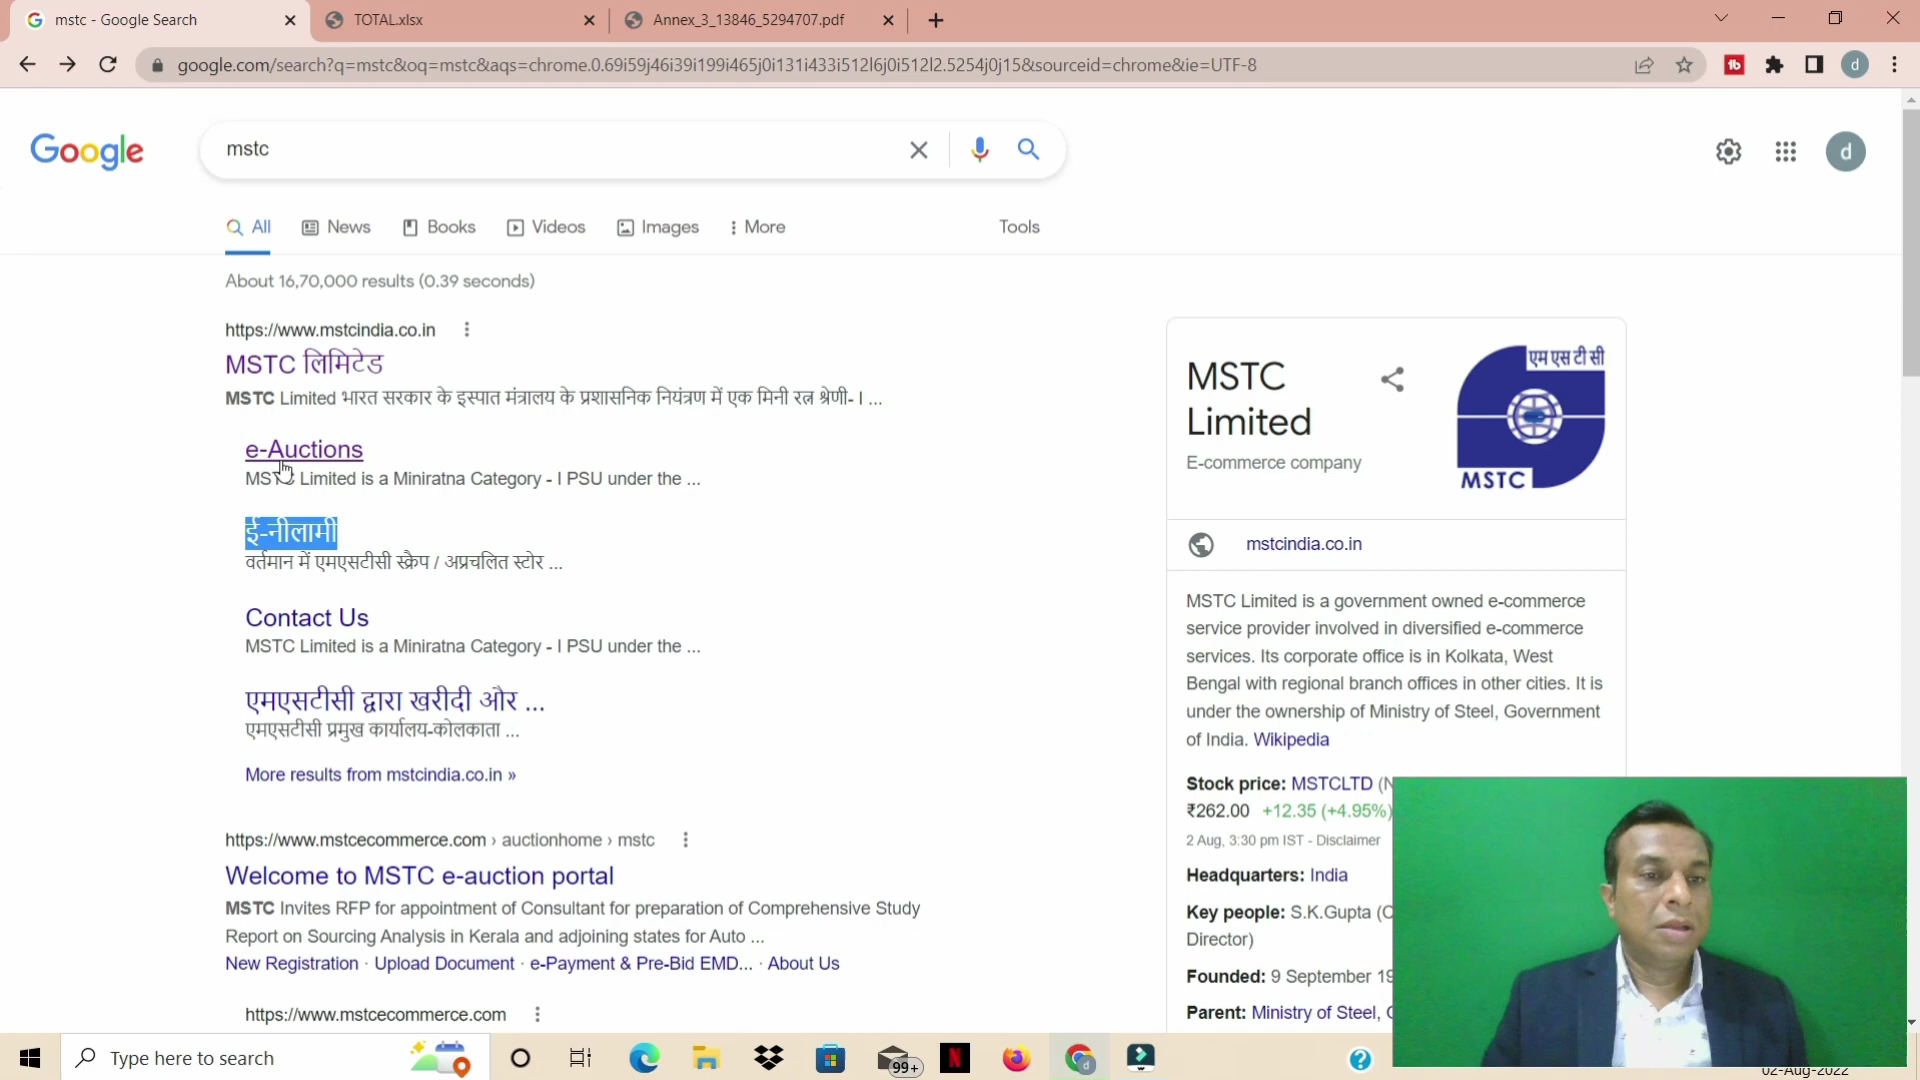 mstc - Google Search
TOTAL.xlsx
Annex_3_13846_5294707.pdf
google.com/search?q=mstc&oq=mstc&aqs=chrome.0.69i59j46i39i199i465j0i131i433i512l6j0i512l2.5254j0j15&sourceid=chrome&ie=UTF-8
d
Google
mstc
d
All
News
Books
Videos
Images
More
Tools
About 16,70,000 results (0.39 seconds)
https://www.mstcindia.co.in
MSTC लिमिटेड
MSTC Limited भारत सरकार के इस्पात मंत्रालय के प्रशासनिक नियंत्रण में एक मिनी रत्न श्रेणी- I ...
e-Auctions
MSTC Limited is a Miniratna Category - I PSU under the ...
ई-नीलामी
वर्तमान में एमएसटीसी स्क्रैप / अप्रचलित स्टोर ...
Contact Us
MSTC Limited is a Miniratna Category - I PSU under the ...
एमएसटीसी द्वारा खरीदी और ...
एमएसटीसी प्रमुख कार्यालय-कोलकाता ...
More results from mstcindia.co.in »
https://www.mstcecommerce.com › auctionhome › mstc
Welcome to MSTC e-auction portal
MSTC Invites RFP for appointment of Consultant for preparation of Comprehensive Study
Report on Sourcing Analysis in Kerala and adjoining states for Auto ...
New Registration · Upload Document · e-Payment & Pre-Bid EMD... · About Us
https://www.mstcecommerce.com
MSTC
Limited
E-commerce company
एम एस टी सी
MSTC
mstcindia.co.in
MSTC Limited is a government owned e-commerce
service provider involved in diversified e-commerce
services. Its corporate office is in Kolkata, West
Bengal with regional branch offices in other cities. It is
under the ownership of Ministry of Steel, Government
of India. Wikipedia
Stock price: MSTCLTD (N
₹262.00 +12.35 (+4.95%)
2 Aug, 3:30 pm IST - Disclaimer
Headquarters: India
Key people: S.K.Gupta (C
Director)
Founded: 9 September 19
Parent: Ministry of Steel, G
Type here to search
99+
02-Aug-2022